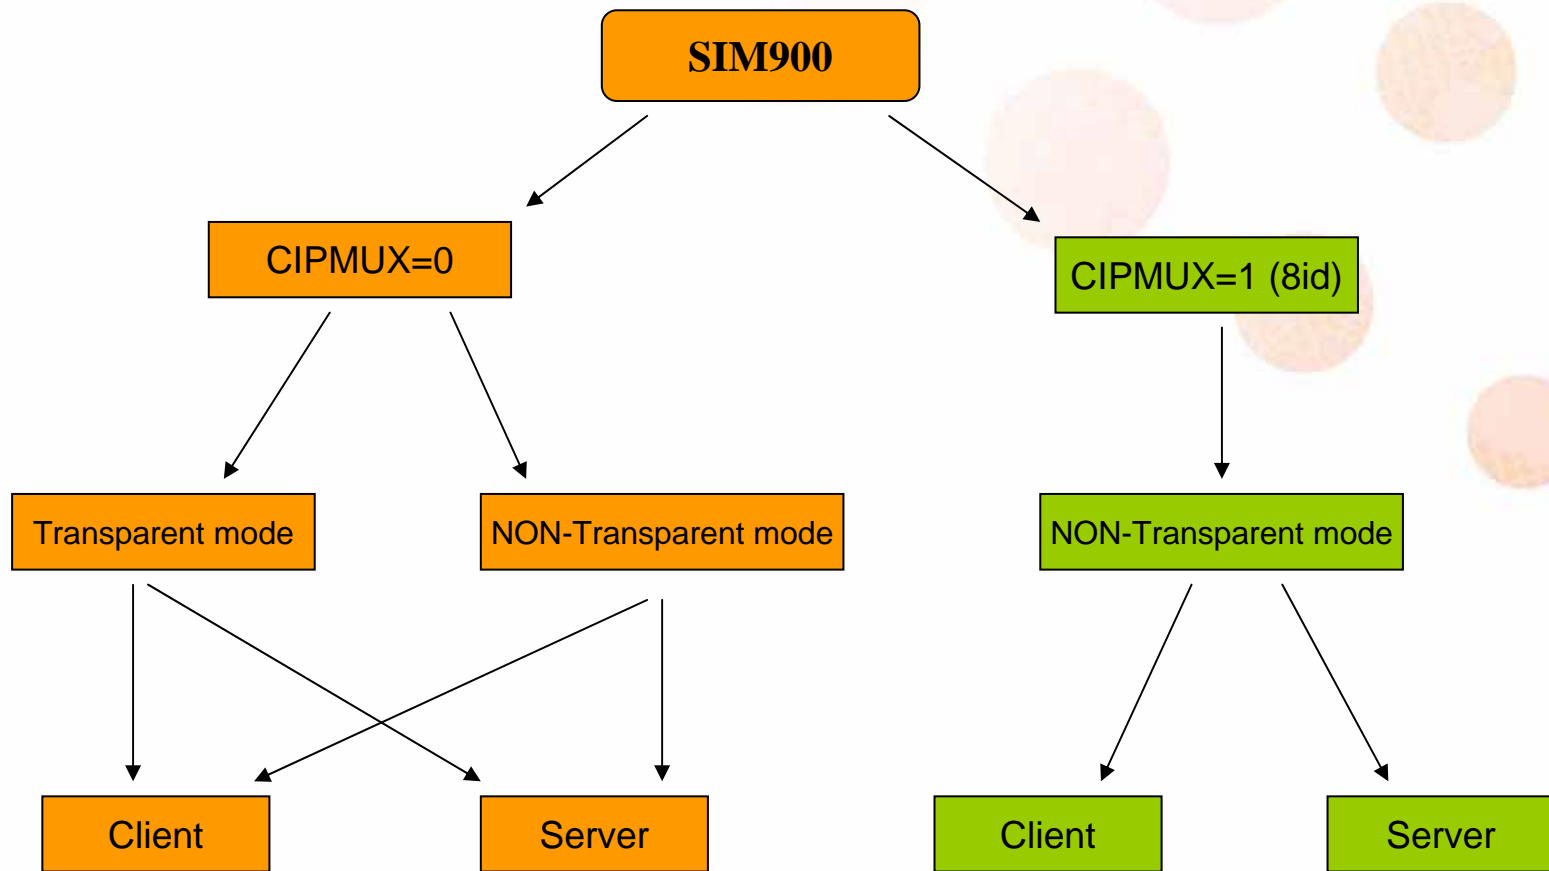 SIM900
CIPMUX=0
CIPMUX=1 (8id)
Transparent mode
NON-Transparent mode
NON-Transparent mode
Client
Server
Client
Server